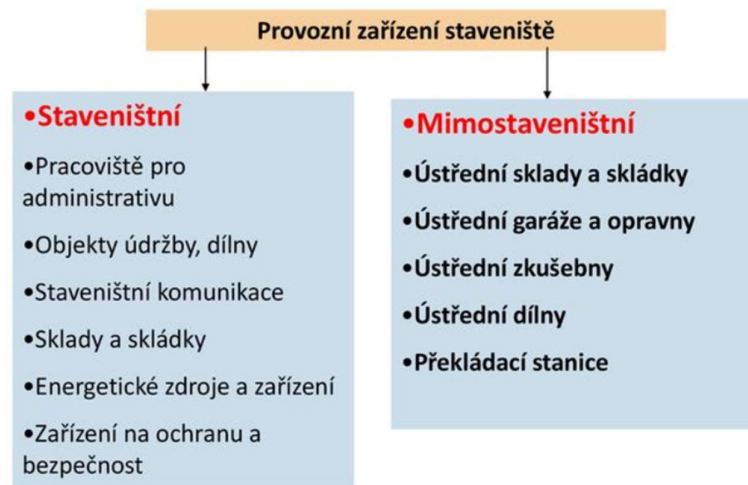 Provozní zařízení staveniště
•Staveništní
•Pracoviště pro
administrativu
•Objekty údržby, dílny
•Staveništní komunikace
•Sklady a skládky
•Energetické zdroje a zařízení
•Zařízení na ochranu a
bezpečnost
•Mimostaveništní
•Ústřední sklady a skládky
•Ústřední garáže a opravny
•Ústřední zkušebny
•Ústřední dílny
•Překládací stanice